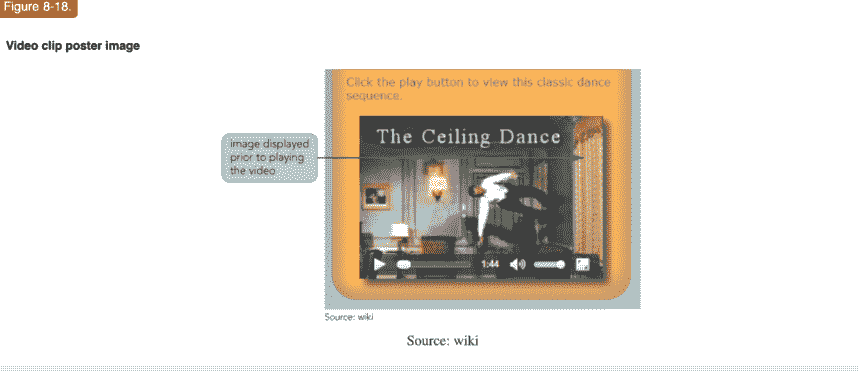 Figure 8-18.
Video clip poster image
Click the play button to view this classic dance
sequence.
The Ceiling Dance
image displayed
prior to playing
the video
1:44
Source: wiki
Source: wiki